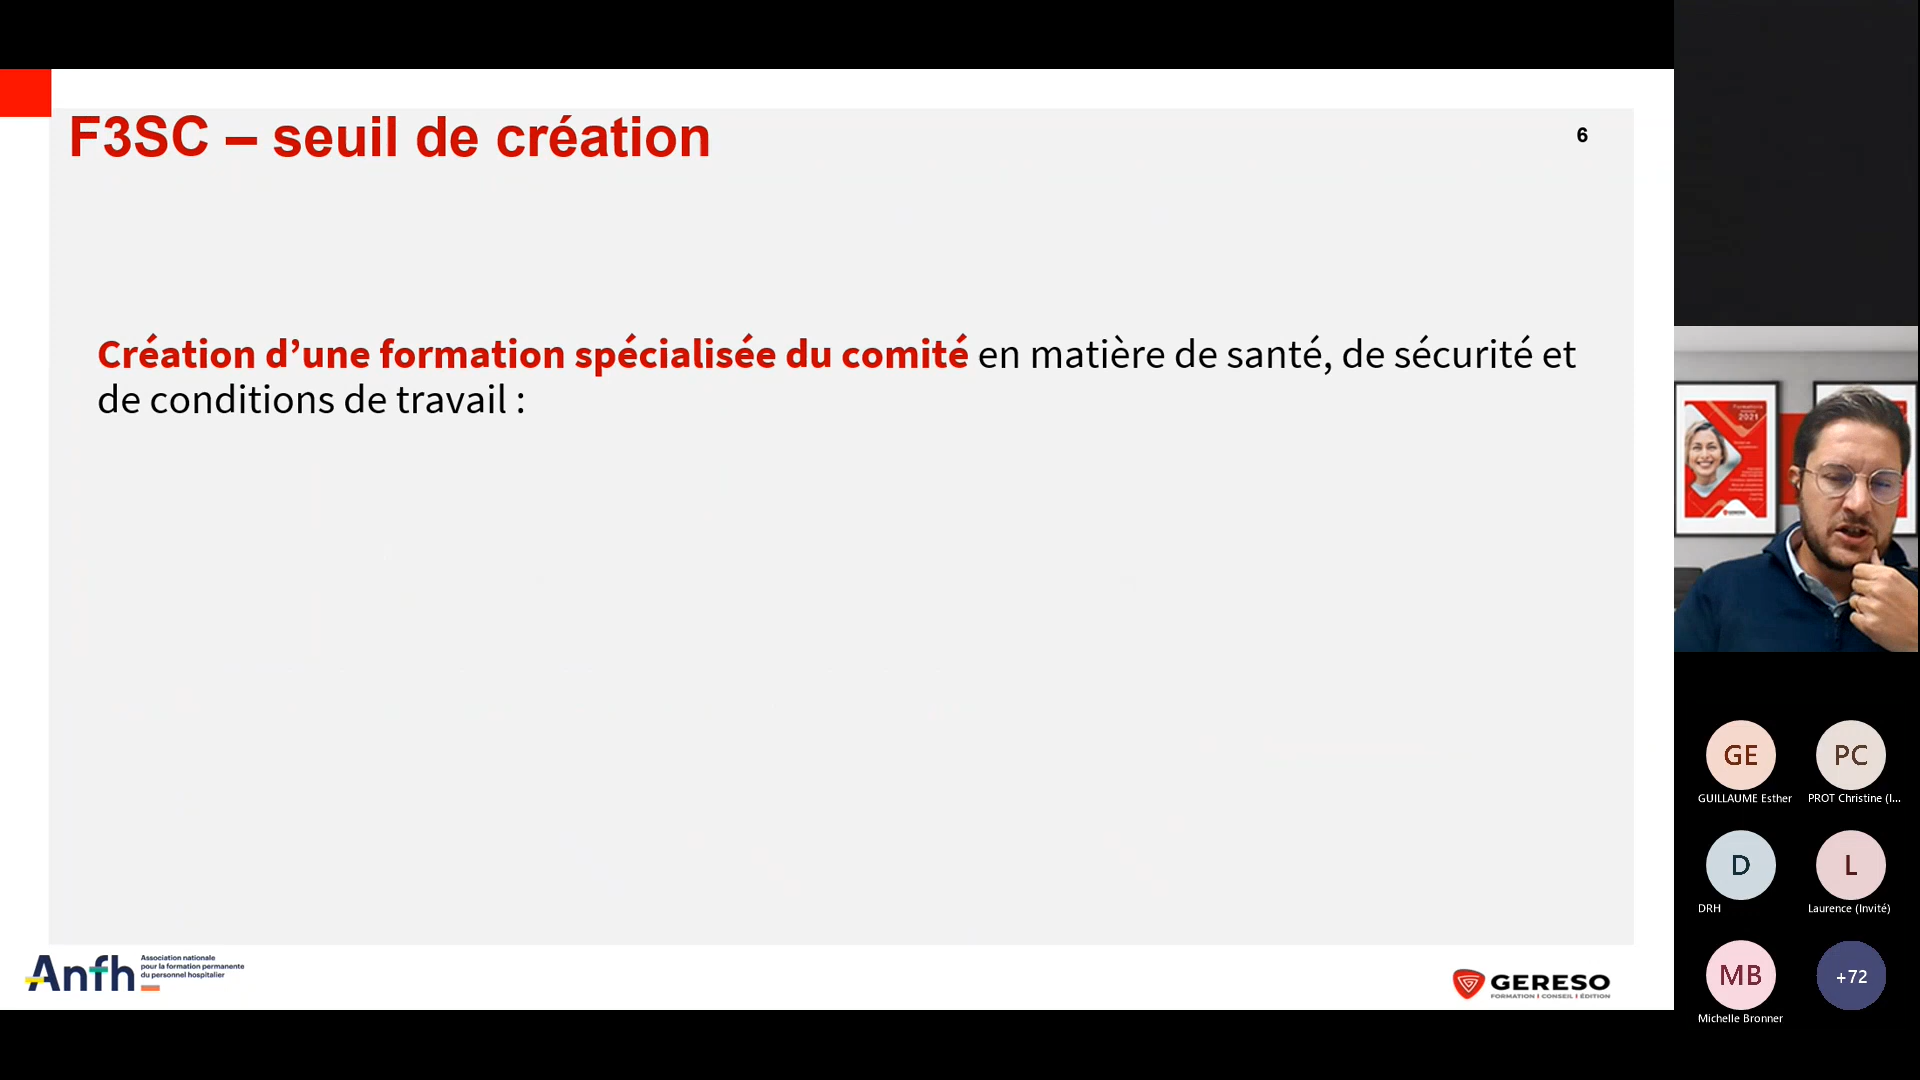 F3SC – seuil de création
6
Création d’une formation spécialisée du comité en matière de santé, de sécurité et
de conditions de travail :
Anfh
Association nationale
pour la formation permanente
du personnel hospitalier
GERESO
FORMATION | CONSEIL | ÉDITION
Formations
2021
GE
PC
GUILLAUME Esther
PROT Christine (I...
D
L
DRH
Laurence (Invité)
MB
+72
Michelle Bronner